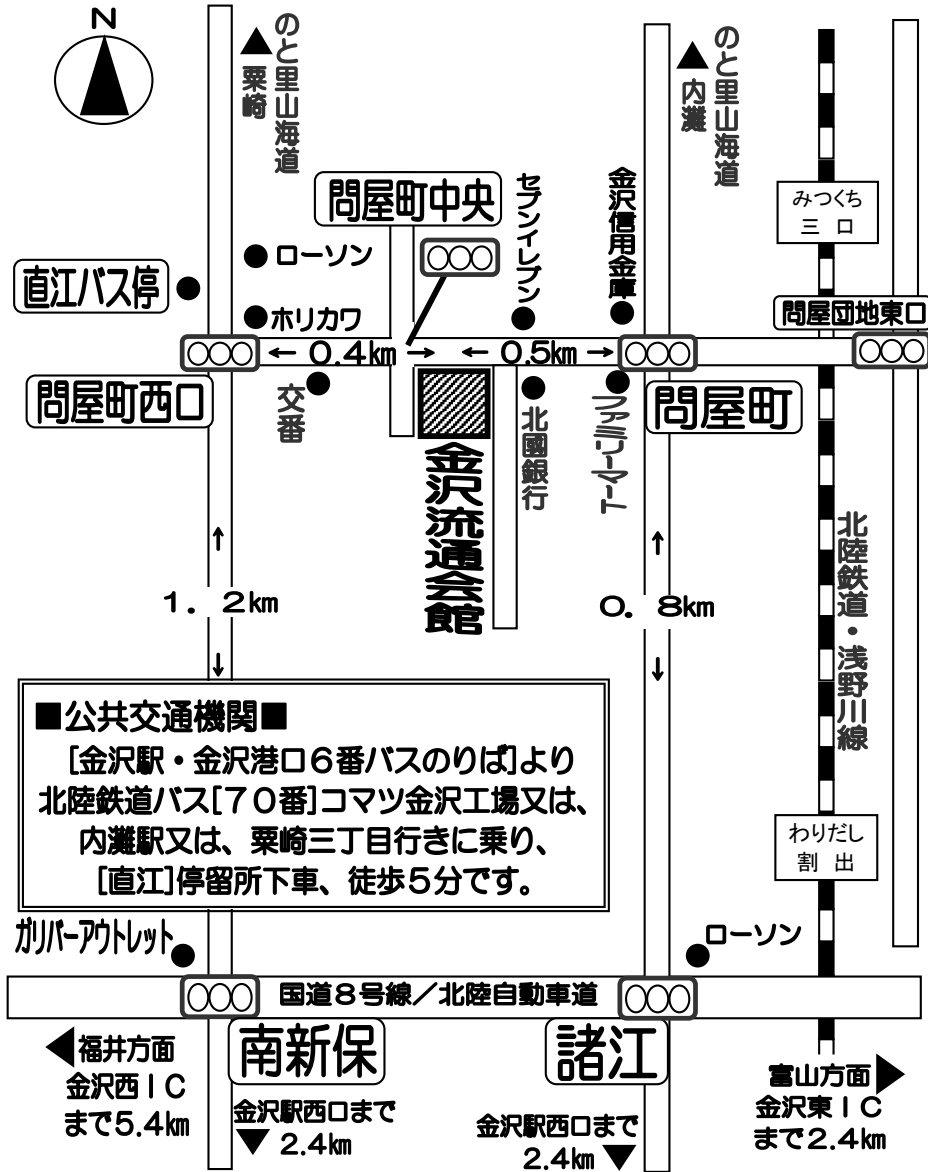 N
のと里山海道
▲粟崎
のと里山海道
▲内灘
問屋町中央
セブンイレブン
金沢信用金庫
みつくち
三 口
ローソン
直江バス停
ホリカワ
問屋団地東口
← 0.4km →
← 0.5km →
問屋町西口
交番
北國銀行
ファミリーマート
問屋町
金沢流通会館
北陸鉄道・浅野川線
1. 2km
0. 8km
■公共交通機関■
[金沢駅・金沢港口6番バスのりば]より
北陸鉄道バス[70番]コマツ金沢工場又は、
内灘駅又は、粟崎三丁目行きに乗り、
[直江]停留所下車、徒歩5分です。
わりだし
割 出
ガリバーアウトレット
ローソン
国道8号線/北陸自動車道
南新保
諸江
◀福井方面
金沢西IC
まで5.4km
金沢駅西口まで
▼ 2.4km
金沢駅西口まで
2.4km ▼
富山方面▶
金沢東IC
まで2.4km